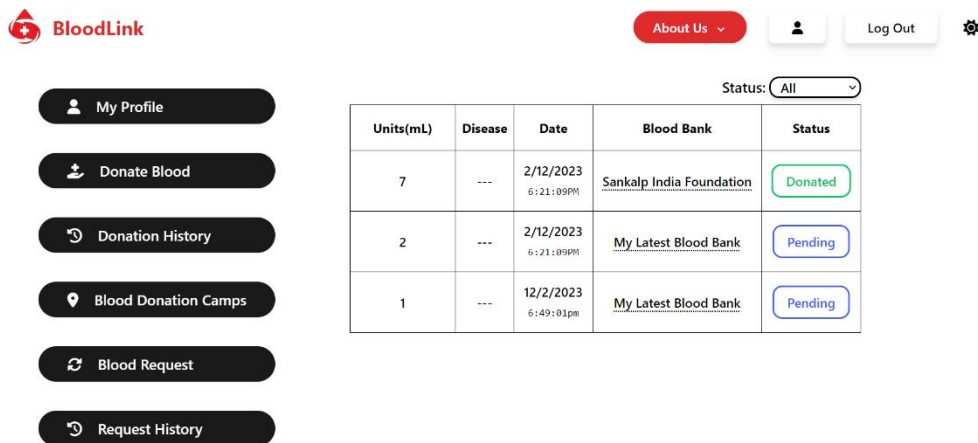 BloodLink
About Us
Log Out
My Profile
Donate Blood
Donation History
Blood Donation Camps
Blood Request
Request History
Status: All
Units(mL) Disease Date Blood Bank Status
7 --- 2/12/2023 Sankalp India Foundation Donated
6:21:09PM
2 --- 2/12/2023 My Latest Blood Bank Pending
6:21:09PM
1 --- 12/2/2023 My Latest Blood Bank Pending
6:49:01pm